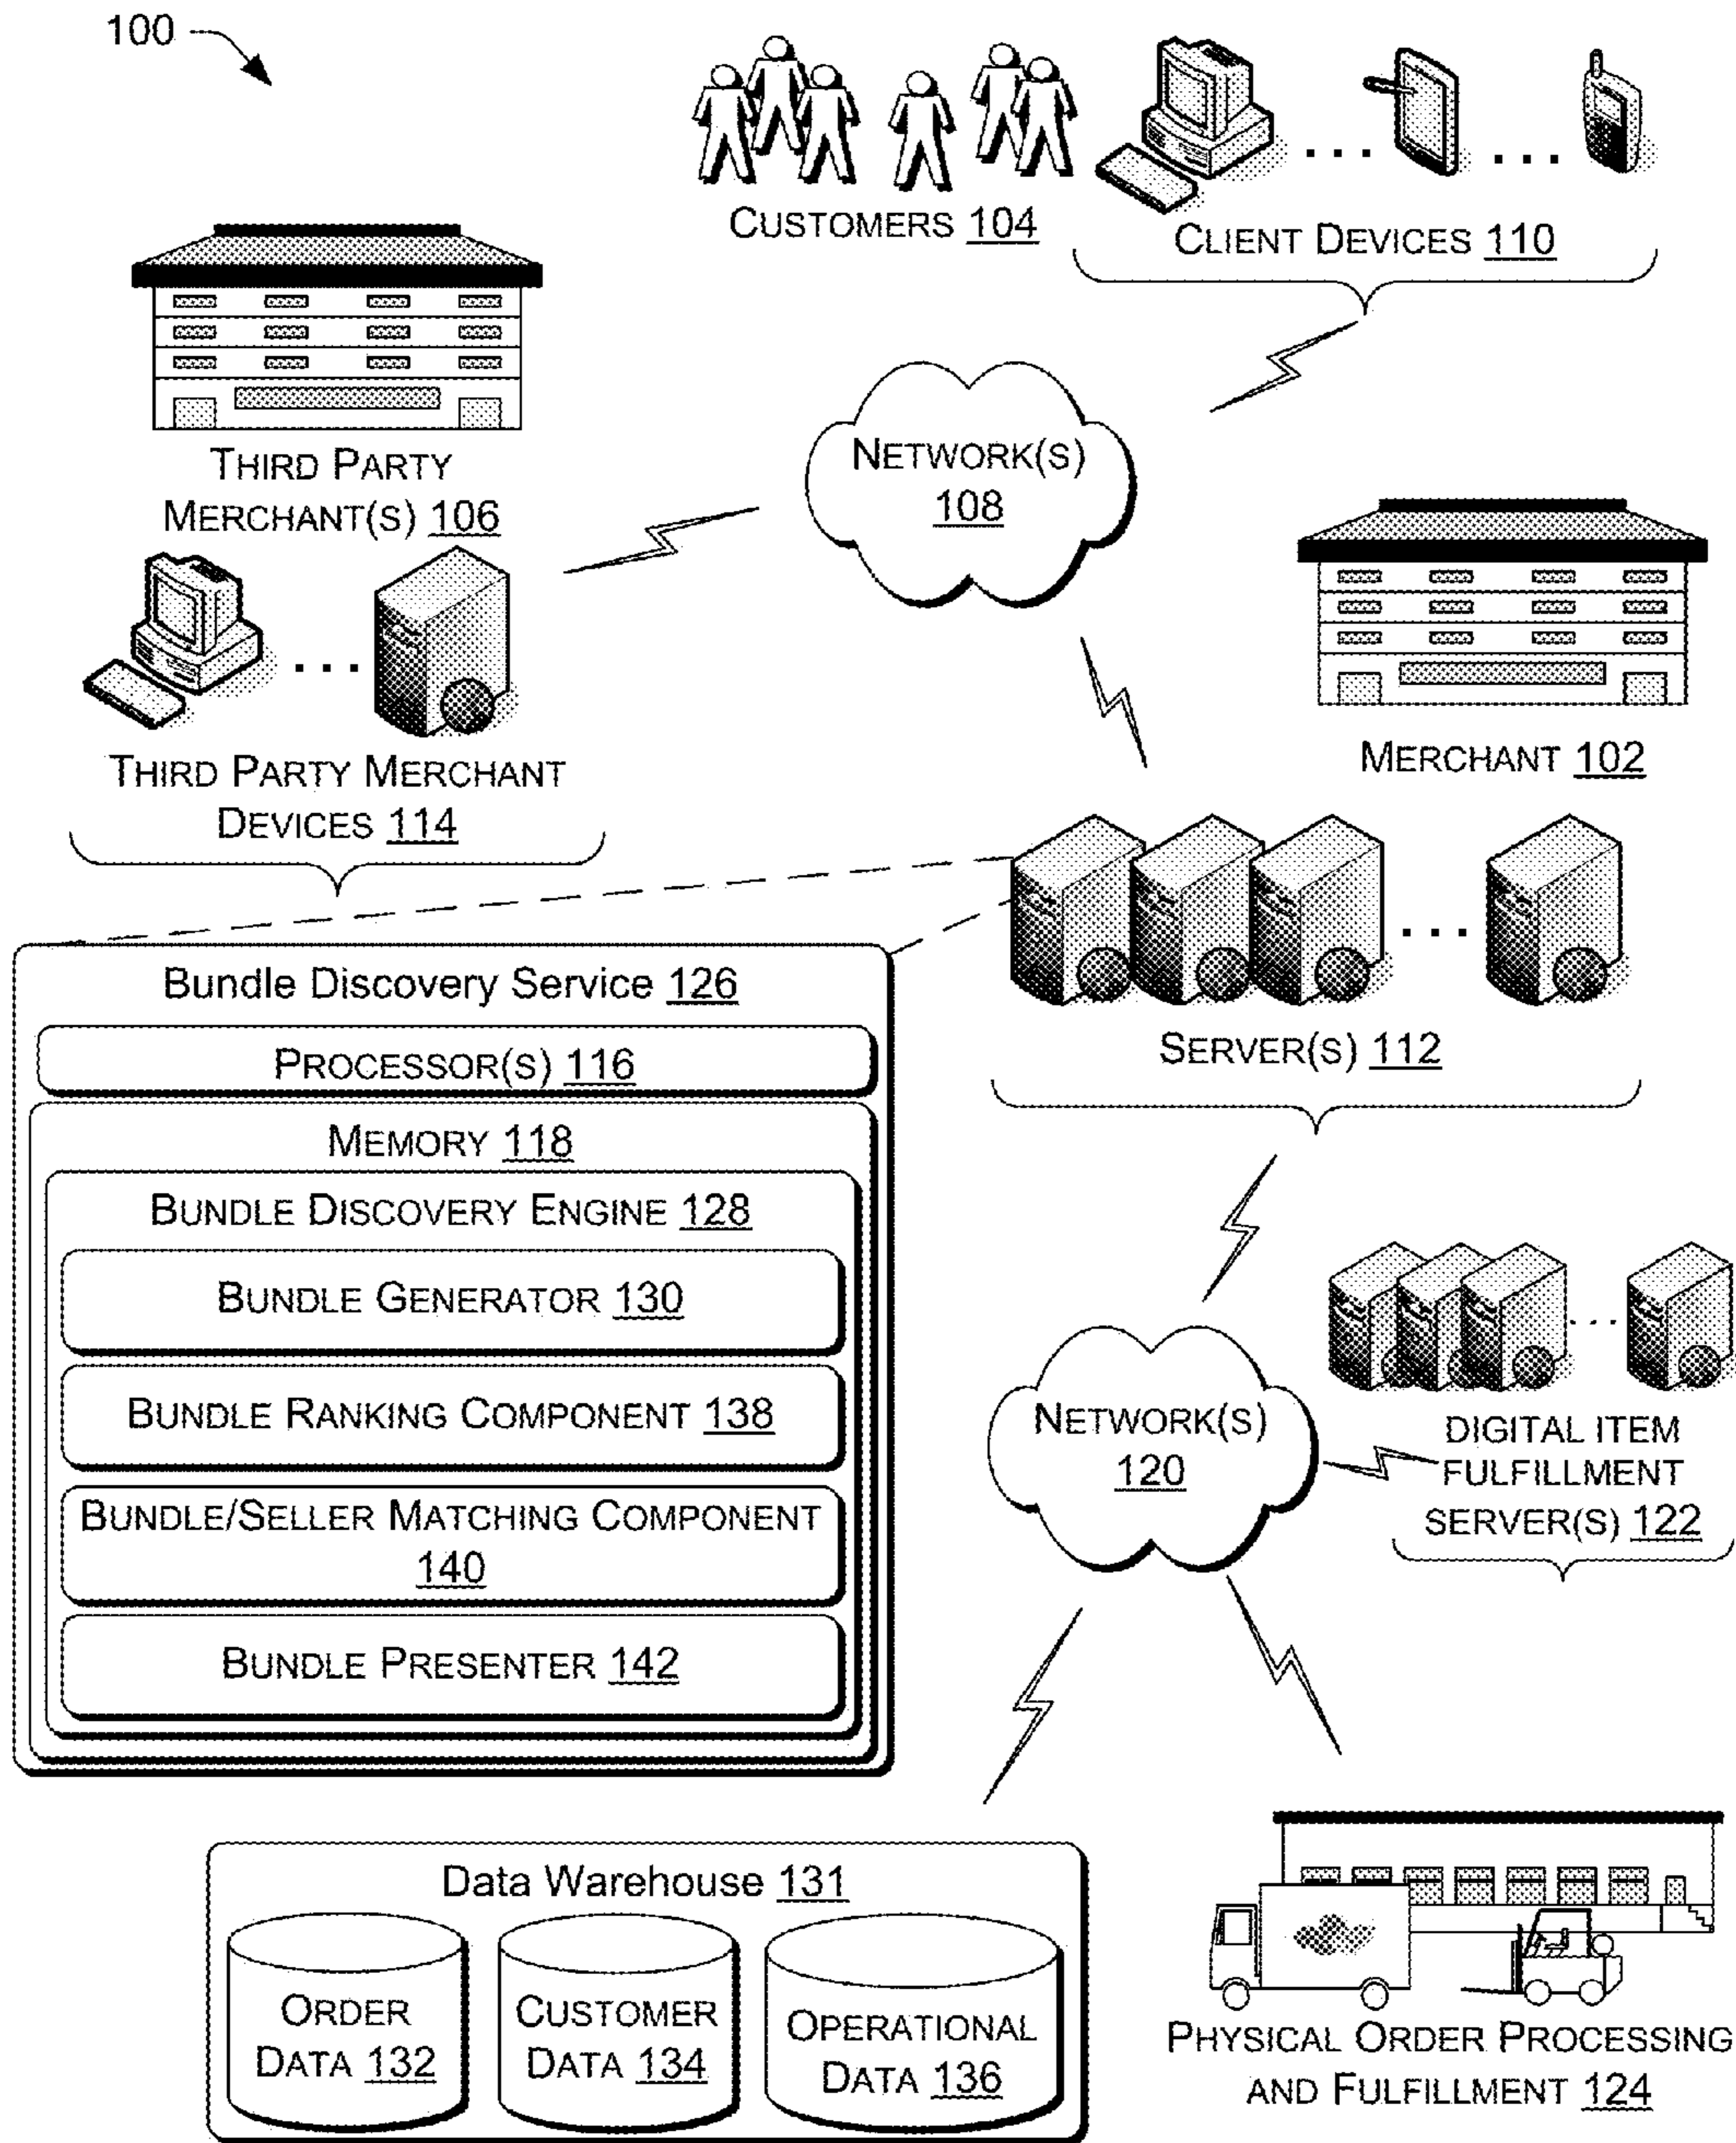 100
CUSTOMERS 104
CLIENT DEVICES 110
THIRD PARTY
MERCHANT(S) 106
NETWORK(S)
108
THIRD PARTY MERCHANT
DEVICES 114
MERCHANT 102
SERVER(S) 112
Bundle Discovery Service 126
PROCESSOR(S) 116
MEMORY 118
BUNDLE DISCOVERY ENGINE 128
BUNDLE GENERATOR 130
BUNDLE RANKING COMPONENT 138
BUNDLE/SELLER MATCHING COMPONENT
140
BUNDLE PRESENTER 142
NETWORK(S)
120
DIGITAL ITEM
FULFILLMENT
SERVER(S) 122
Data Warehouse 131
ORDER
DATA 132
CUSTOMER
DATA 134
OPERATIONAL
DATA 136
PHYSICAL ORDER PROCESSING
AND FULFILLMENT 124